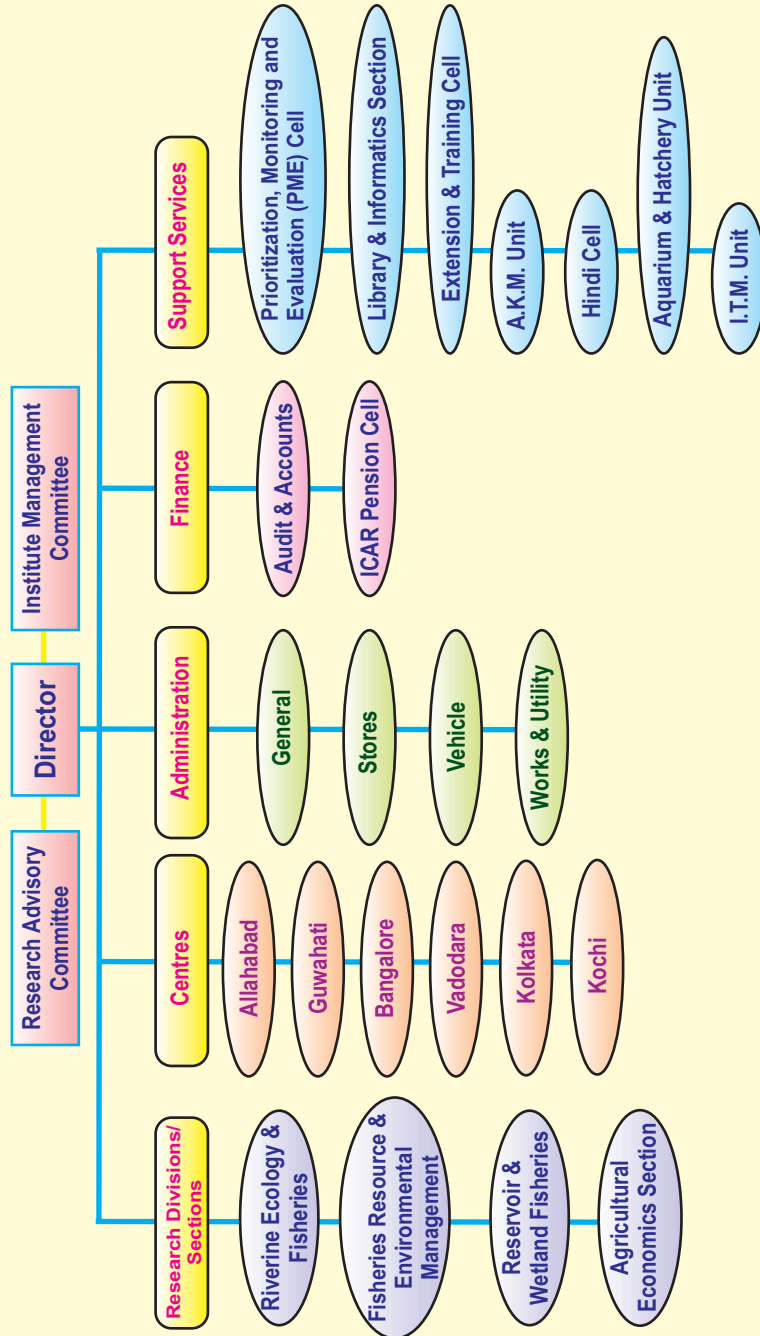 Research Advisory
Committee
Director
Institute Management
Committee
Research Divisions/
Sections
Riverine Ecology &
Fisheries
Fisheries Resource &
Environmental
Management
Reservoir &
Wetland Fisheries
Agricultural
Economics Section
Centres
Allahabad
Guwahati
Bangalore
Vadodara
Kolkata
Kochi
Administration
General
Stores
Vehicle
Works & Utility
Finance
Audit & Accounts
ICAR Pension Cell
Support Services
Prioritization, Monitoring and
Evaluation (PME) Cell
Library & Informatics Section
Extension & Training Cell
A.K.M. Unit
Hindi Cell
Aquarium & Hatchery Unit
I.T.M. Unit